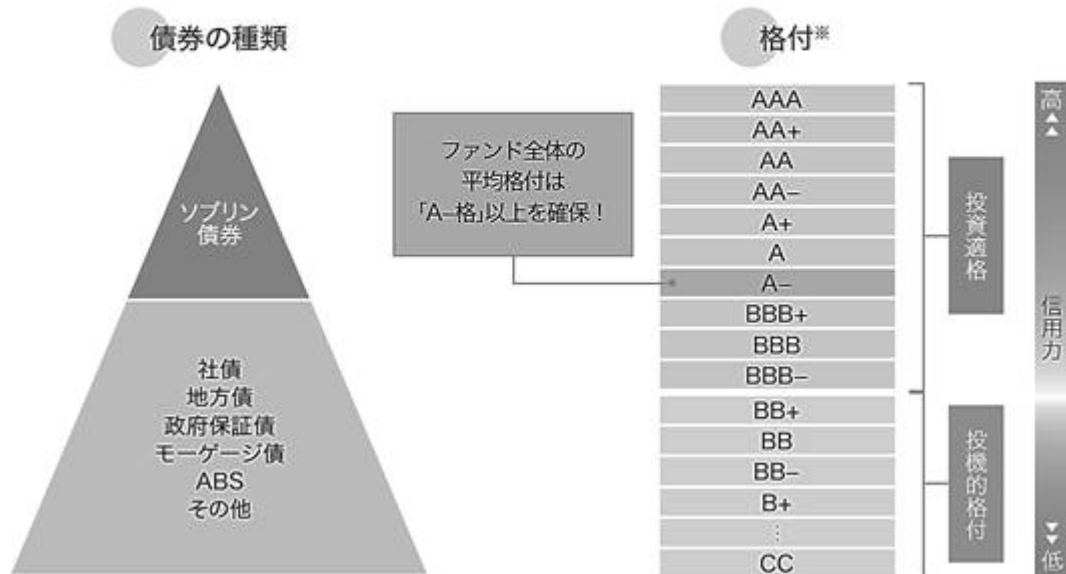 債券の種類
ソブリン
債券
社債
地方債
政府保証債
モーゲージ債
ABS
その他
格付※
ファンド全体の
平均格付は
「A–格」以上を確保！
AAA
AA+
AA
AA–
A+
A
A–
BBB+
BBB
BBB–
BB+
BB
BB–
B+
⋮
CC
投資適格
投機的格付
高
信用力
低